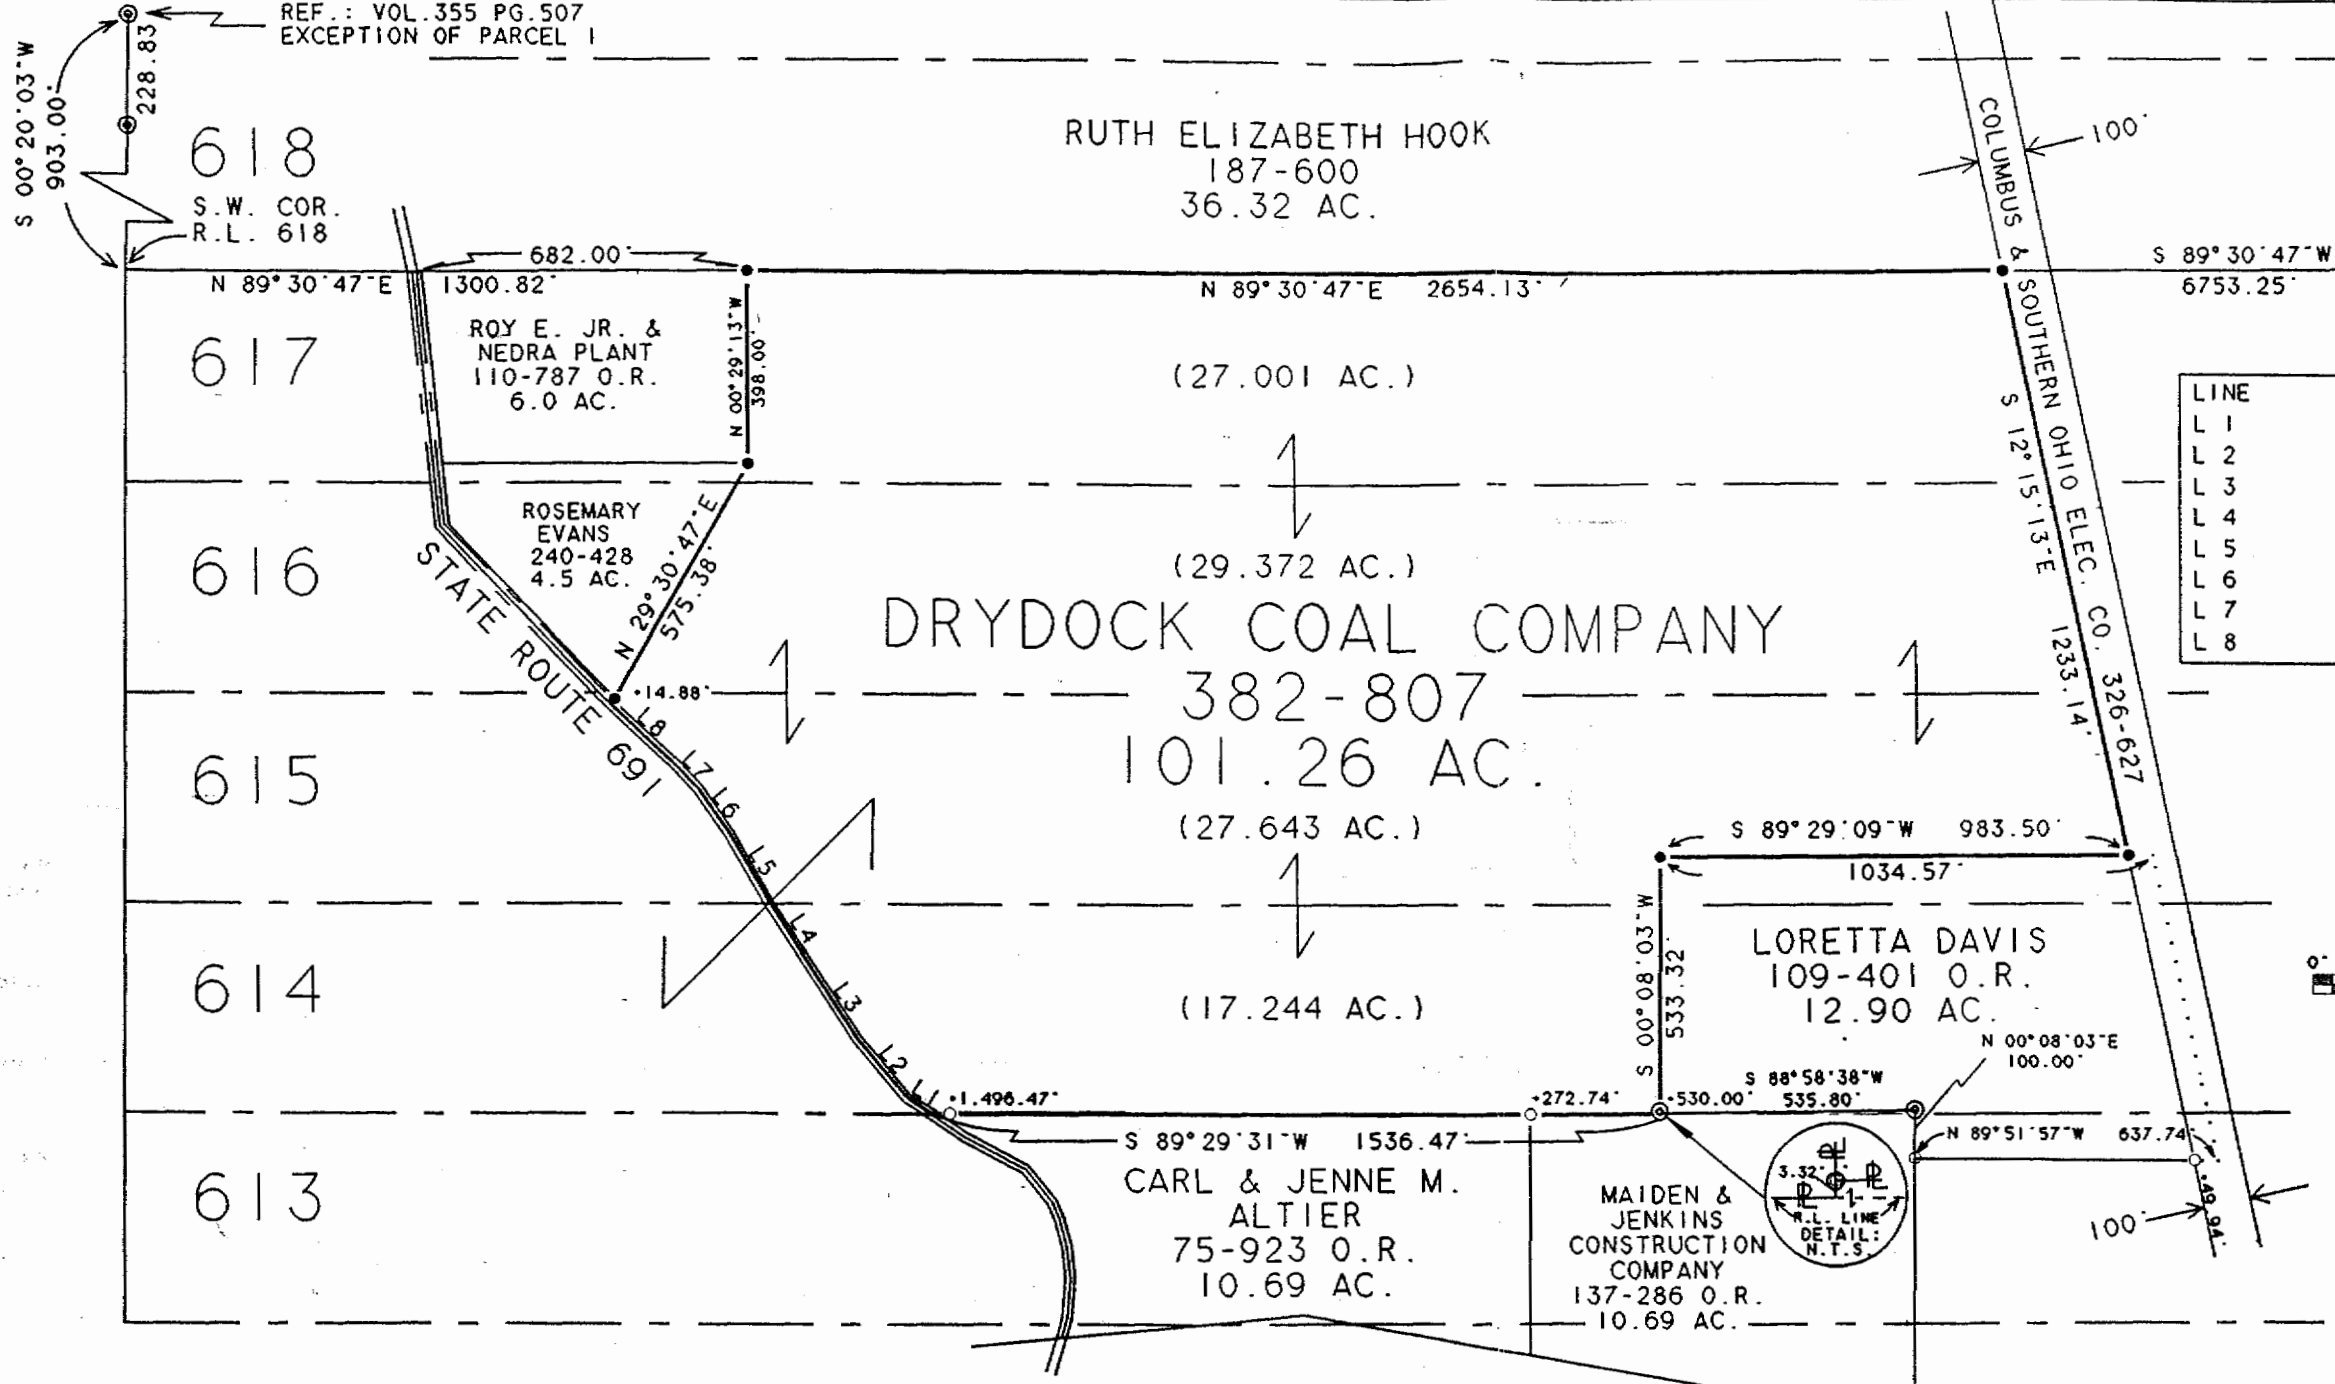 REF.: VOL.355 PG.507
EXCEPTION OF PARCEL 1
228.83'
S 00°20'03"W
903.00'
618
S.W. COR.
R.L. 618
RUTH ELIZABETH HOOK
187-600
36.32 AC.
100'
COLUMBUS & SOUTHERN OHIO ELEC. CO. 326-627
682.00'
N 89°30'47"E 1300.82'
N 89°30'47"E 2654.13'
S 89°30'47"W
6753.25'
617
ROY E. JR. &
NEDRA PLANT
110-787 O.R.
6.0 AC.
N 00°29'13"W
398.00'
(27.001 AC.)
S 12°15'13"E 1233.14'
LINE
L 1
L 2
L 3
L 4
L 5
L 6
L 7
L 8
616
ROSEMARY
EVANS
240-428
4.5 AC.
N 29°30'47"E
575.38'
STATE ROUTE 691
(29.372 AC.)
DRYDOCK COAL COMPANY
382-807
101.26 AC.
(27.643 AC.)
+14.88'
L8
L7
L6
L5
L4
L3
L2
L1
615
S 89°29'09"W 983.50'
1034.57'
614
(17.244 AC.)
S 00°08'03"W
533.32'
LORETTA DAVIS
109-401 O.R.
12.90 AC.
N 00°08'03"E
100.00'
S 88°58'38"W
535.80'
+1,496.47'
+272.74'
+530.00'
S 89°29'31"W 1536.47'
N 89°51'57"W 637.74'
613
CARL & JENNE M.
ALTIER
75-923 O.R.
10.69 AC.
MAIDEN &
JENKINS
CONSTRUCTION
COMPANY
137-286 O.R.
10.69 AC.
3.32'
R.L. LINE
DETAIL:
N.T.S.
100'
+49.94'